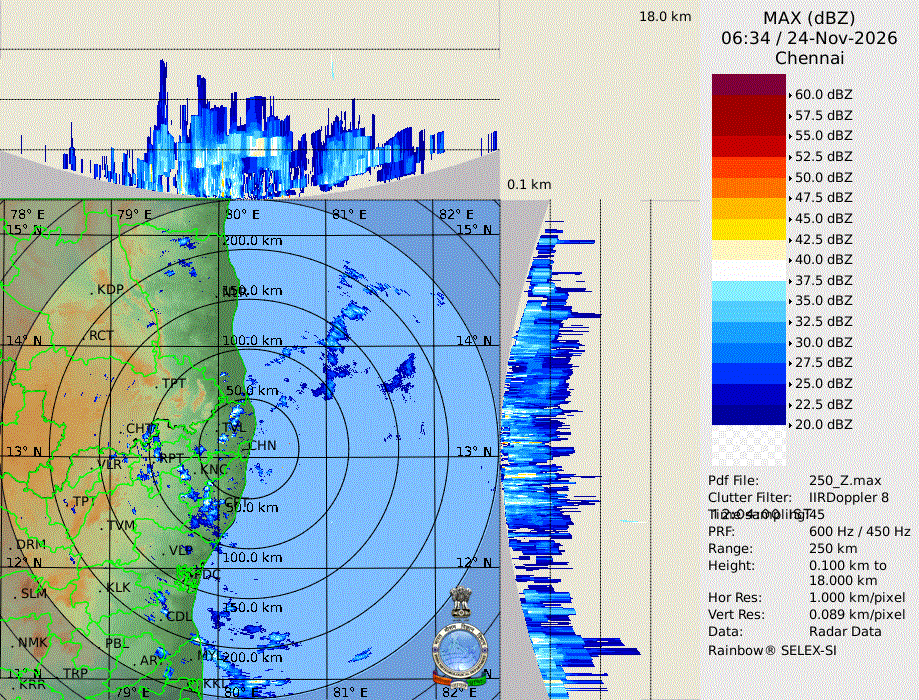 18.0 km
0.1 km
MAX (dBZ)
06:34 / 24-Nov-2026
Chennai
60.0 dBZ
57.5 dBZ
55.0 dBZ
52.5 dBZ
50.0 dBZ
47.5 dBZ
45.0 dBZ
42.5 dBZ
40.0 dBZ
37.5 dBZ
35.0 dBZ
32.5 dBZ
30.0 dBZ
27.5 dBZ
25.0 dBZ
22.5 dBZ
20.0 dBZ
78° E 79° E 80° E 81° E 82° E
15° N 200.0 km 15° N
KDP 150.0 km
RCT 100.0 km
14° N 14° N
TPT 50.0 km
CHT TVL
CHN
13° N VLR RPT KNC 13° N
TPT 50.0 km
TVM
DRM VLP 100.0 km
12° N PDC 12° N
SLM KLK 150.0 km
CDL
NMK PBL
AR MYL 200.0 km
TRP
11° N KRR KKL
79° E 80° E 81° E 82° E
Pdf File: 250_Z.max
Clutter Filter: IIRDoppler 8
Time sampling:45
PRF: 600 Hz / 450 Hz
Range: 250 km
Height: 0.100 km to
18.000 km
Hor Res: 1.000 km/pixel
Vert Res: 0.089 km/pixel
Data: Radar Data
Rainbow® SELEX-SI